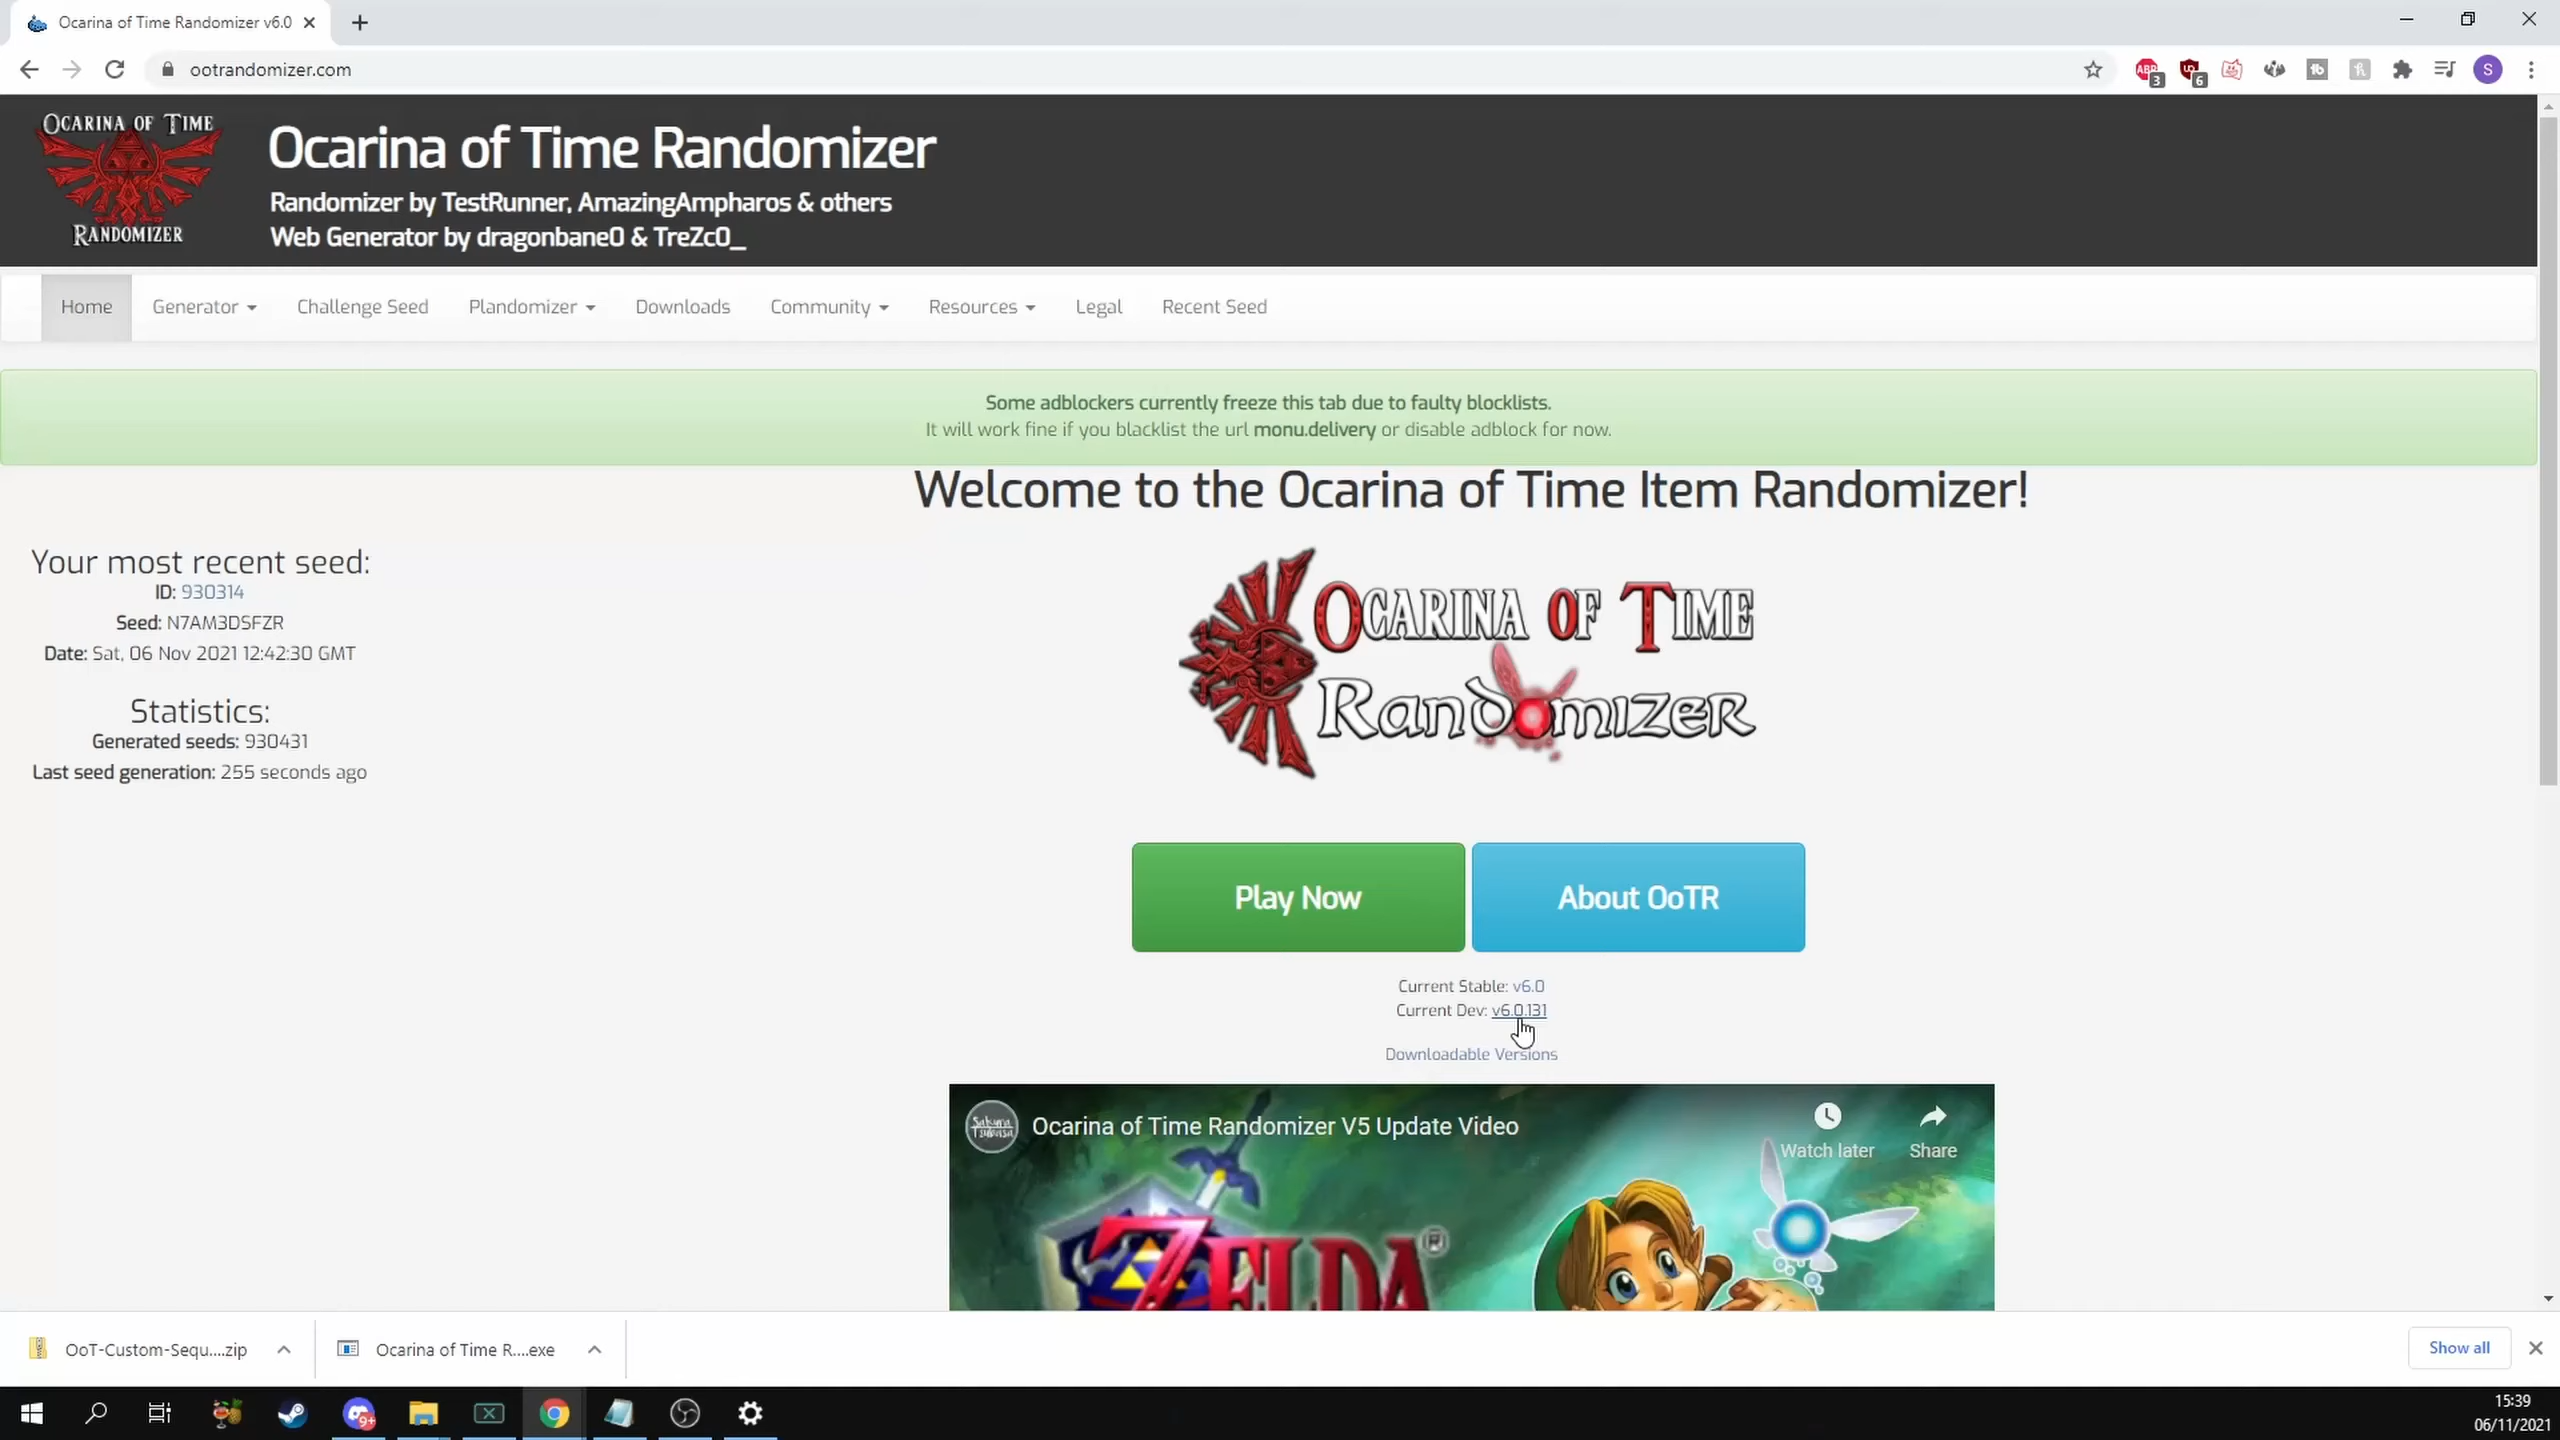 Ocarina of Time Randomizer v6.0
ootrandomizer.com
ABP
3
6
S
OCARINA OF TIME
RANDOMIZER
Ocarina of Time Randomizer
Randomizer by TestRunner, AmazingAmpharos & others
Web Generator by dragonbane0 & TreZc0_
Home
Generator
Challenge Seed
Plandomizer
Downloads
Community
Resources
Legal
Recent Seed
Some adblockers currently freeze this tab due to faulty blocklists.
It will work fine if you blacklist the url monu.delivery or disable adblock for now.
Welcome to the Ocarina of Time Item Randomizer!
Your most recent seed:
ID: 930314
Seed: N7AM3DSFZR
Date: Sat, 06 Nov 2021 12:42:30 GMT
Statistics:
Generated seeds: 930431
Last seed generation: 255 seconds ago
OCARINA OF TIME
RANDOMIZER
Play Now
About OoTR
Current Stable: v6.0
Current Dev: v6.0.131
Downloadable Versions
Ocarina of Time Randomizer V5 Update Video
Watch later
Share
ZELDA
®
OoT-Custom-Sequ....zip
Ocarina of Time R....exe
Show all
9+
15:39
06/11/2021